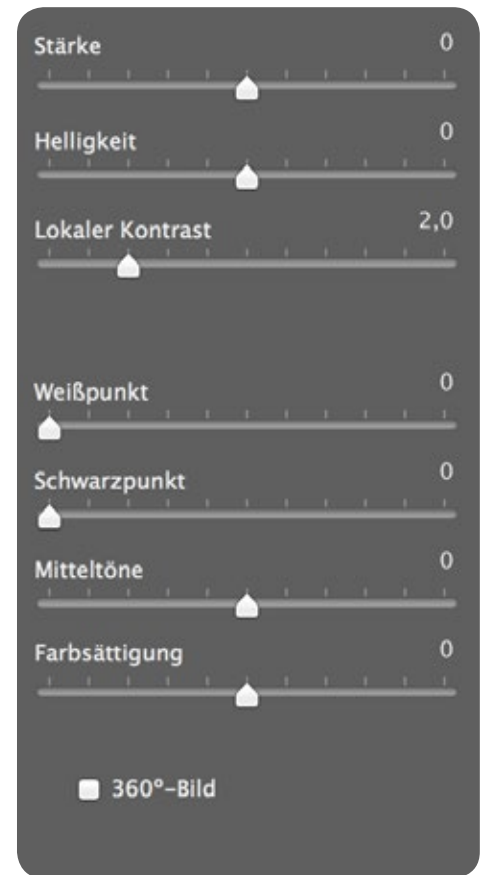 Stärke 0
Helligkeit 0
Lokaler Kontrast 2,0
Weißpunkt 0
Schwarzpunkt 0
Mitteltöne 0
Farbsättigung 0
360°-Bild